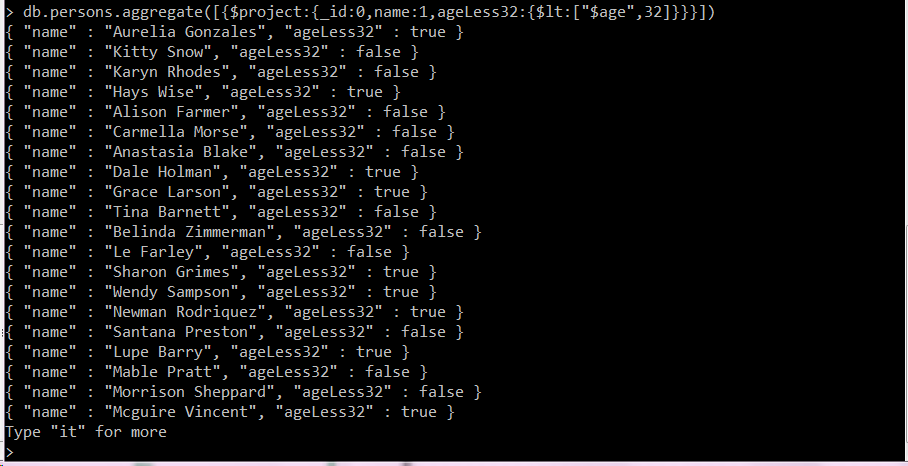 > db.persons.aggregate([{$project:{_id:0,name:1,ageLess32:{$lt:["$age",32]}}}])
{ "name" : "Aurelia Gonzales", "ageLess32" : true }
{ "name" : "Kitty Snow", "ageLess32" : false }
{ "name" : "Karyn Rhodes", "ageLess32" : false }
{ "name" : "Hays Wise", "ageLess32" : true }
{ "name" : "Alison Farmer", "ageLess32" : false }
{ "name" : "Carmella Morse", "ageLess32" : false }
{ "name" : "Anastasia Blake", "ageLess32" : false }
{ "name" : "Dale Holman", "ageLess32" : true }
{ "name" : "Grace Larson", "ageLess32" : true }
{ "name" : "Tina Barnett", "ageLess32" : false }
{ "name" : "Belinda Zimmerman", "ageLess32" : false }
{ "name" : "Le Farley", "ageLess32" : false }
{ "name" : "Sharon Grimes", "ageLess32" : true }
{ "name" : "Wendy Sampson", "ageLess32" : true }
{ "name" : "Newman Rodriquez", "ageLess32" : true }
{ "name" : "Santana Preston", "ageLess32" : false }
{ "name" : "Lupe Barry", "ageLess32" : true }
{ "name" : "Mable Pratt", "ageLess32" : false }
{ "name" : "Morrison Sheppard", "ageLess32" : false }
{ "name" : "Mcguire Vincent", "ageLess32" : true }
Type "it" for more
>